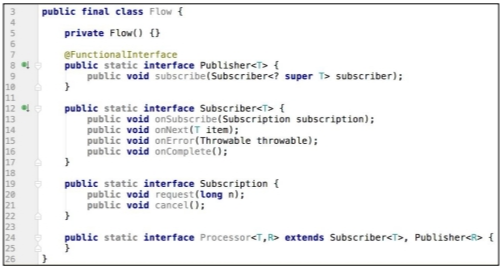 3 public final class Flow {
4
5 private Flow() {}
6
7 @FunctionalInterface
8 public static interface Publisher<T> {
9 public void subscribe(Subscriber<? super T> subscriber);
10 }
11
12 public static interface Subscriber<T> {
13 public void onSubscribe(Subscription subscription);
14 public void onNext(T item);
15 public void onError(Throwable throwable);
16 public void onComplete();
17 }
18
19 public static interface Subscription {
20 public void request(long n);
21 public void cancel();
22 }
23
24 public static interface Processor<T,R> extends Subscriber<T>, Publisher<R> {
25 }
26 }